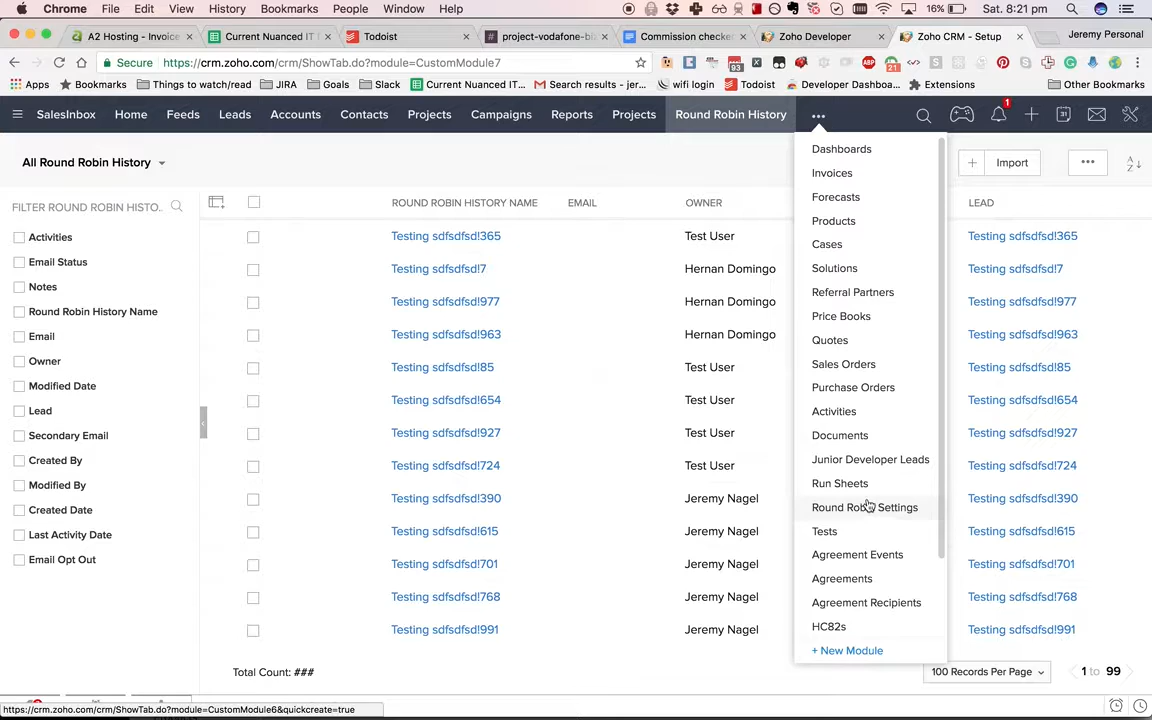 Chrome File Edit View History Bookmarks People Window Help 16% Sat. 8:21 pm
A2 Hosting - Invoice Current Nuanced IT Todoist project-vodafone-biz Commission checker Zoho Developer Zoho CRM - Setup Jeremy Personal
Secure https://crm.zoho.com/crm/ShowTab.do?module=CustomModule7 93 21
Apps Bookmarks Things to watch/read JIRA Goals Slack Current Nuanced IT... Search results - jer... wifi login Todoist Developer Dashboa... Extensions Other Bookmarks
SalesInbox Home Feeds Leads Accounts Contacts Projects Campaigns Reports Projects Round Robin History ... 1 31
All Round Robin History + Import ... A Z
FILTER ROUND ROBIN HISTO..
Activities
Email Status
Notes
Round Robin History Name
Email
Owner
Modified Date
Lead
Secondary Email
Created By
Modified By
Created Date
Last Activity Date
Email Opt Out
ROUND ROBIN HISTORY NAME EMAIL OWNER LEAD
Testing sdfsdfsd!365 Test User Testing sdfsdfsd!365
Testing sdfsdfsd!7 Hernan Domingo Testing sdfsdfsd!7
Testing sdfsdfsd!977 Hernan Domingo Testing sdfsdfsd!977
Testing sdfsdfsd!963 Hernan Domingo Testing sdfsdfsd!963
Testing sdfsdfsd!85 Test User Testing sdfsdfsd!85
Testing sdfsdfsd!654 Test User Testing sdfsdfsd!654
Testing sdfsdfsd!927 Test User Testing sdfsdfsd!927
Testing sdfsdfsd!724 Test User Testing sdfsdfsd!724
Testing sdfsdfsd!390 Jeremy Nagel Testing sdfsdfsd!390
Testing sdfsdfsd!615 Jeremy Nagel Testing sdfsdfsd!615
Testing sdfsdfsd!701 Jeremy Nagel Testing sdfsdfsd!701
Testing sdfsdfsd!768 Jeremy Nagel Testing sdfsdfsd!768
Testing sdfsdfsd!991 Jeremy Nagel Testing sdfsdfsd!991
Dashboards
Invoices
Forecasts
Products
Cases
Solutions
Referral Partners
Price Books
Quotes
Sales Orders
Purchase Orders
Activities
Documents
Junior Developer Leads
Run Sheets
Round Robin Settings
Tests
Agreement Events
Agreements
Agreement Recipients
HC82s
+ New Module
Total Count: ### 100 Records Per Page 1 to 99
https://crm.zoho.com/crm/ShowTab.do?module=CustomModule6&quickcreate=true